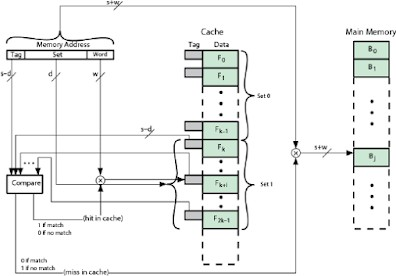 s+w
Cache
Main Memory
Memory Address
Tag Data
Tag Set Word
F0
B0
F1
B1
s–d
d
w
Set 0
s–d
Fk–1
s+w
Fk
Bj
Compare
Fk+i
Set 1
(hit in cache)
F2k–1
1 if match
0 if no match
0 if match
1 if no match
(miss in cache)